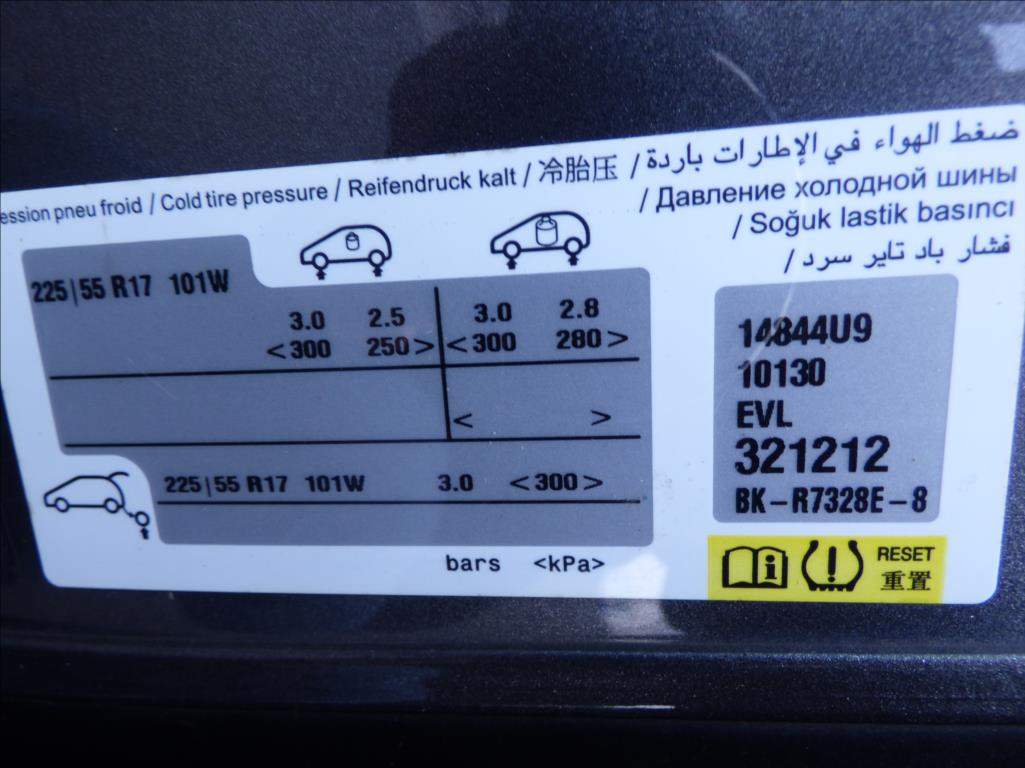 ession pneu froid / Cold tire pressure / Reifendruck kalt / 冷胎压 / ضغط الهواء في الإطارات باردة
/ Давление холодной шины
/ Soğuk lastik basıncı
/ فشار باد تایر سرد
225|55 R17 101W
3.0 2.5 3.0 2.8
<300 250> <300 280>
< >
225|55 R17 101W 3.0 <300>
bars <kPa>
14844U9
10130
EVL
321212
BK-R7328E-8
RESET
重置